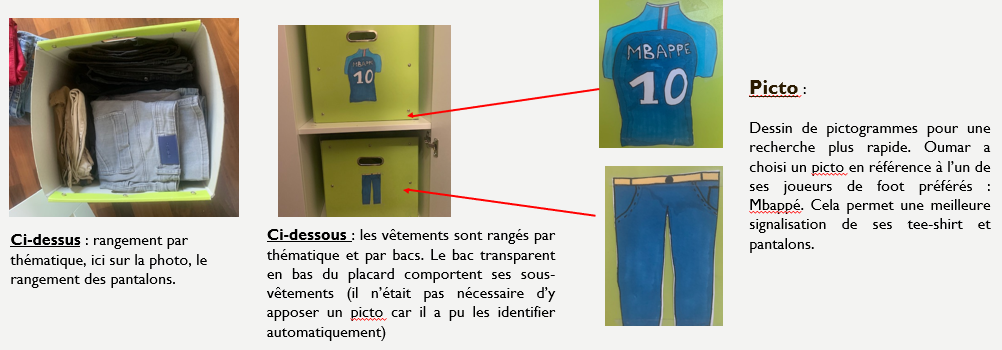 MBAPPE
10
MBAPPE
10
Ci-dessus : rangement par
thématique, ici sur la photo, le
rangement des pantalons.
Ci-dessous : les vêtements sont rangés par
thématique et par bacs. Le bac transparent
en bas du placard comportent ses sous-
vêtements (il n’était pas nécessaire d’y
apposer un picto car il a pu les identifier
automatiquement)
Picto :
Dessin de pictogrammes pour une
recherche plus rapide. Oumar a
choisi un picto en référence à l’un de
ses joueurs de foot préférés :
Mbappé. Cela permet une meilleure
signalisation de ses tee-shirt et
pantalons.